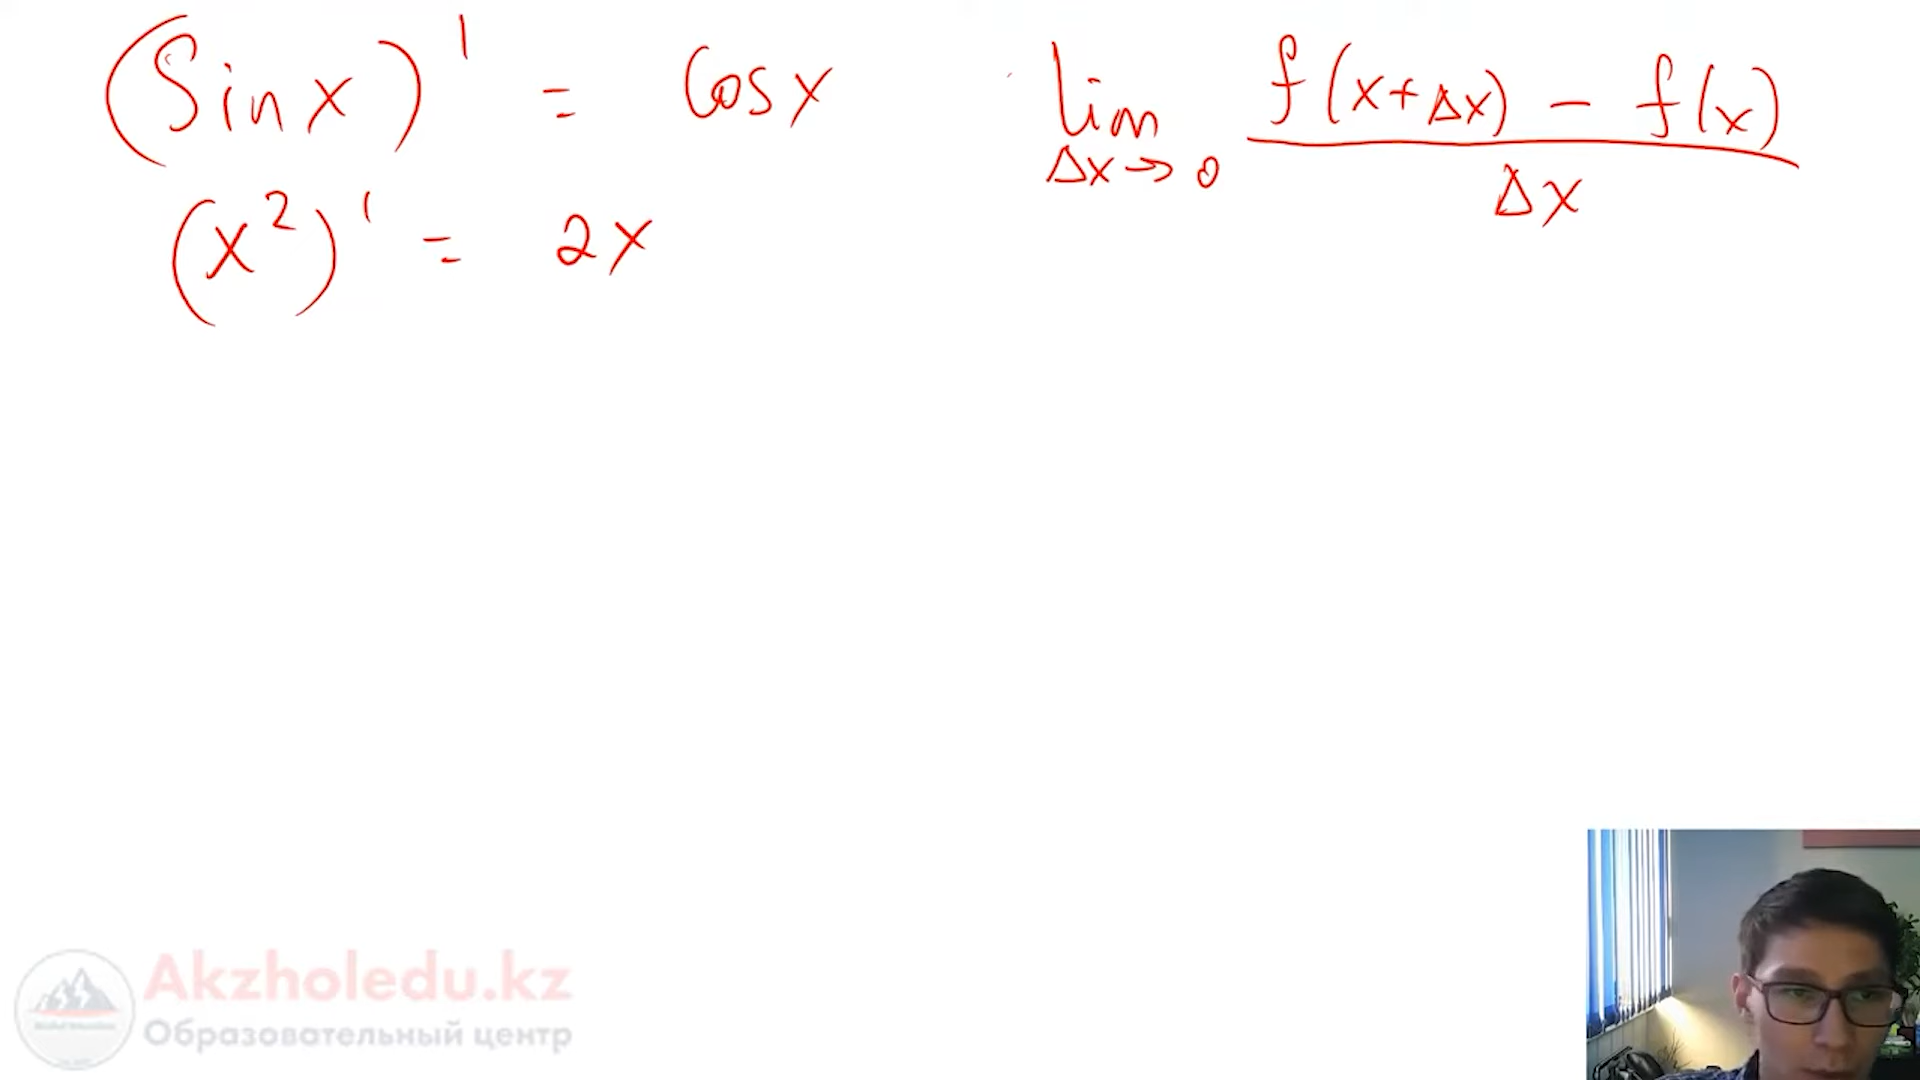 (Sin x)' = Cos x
lim Δx→0 f(x+Δx) - f(x) / Δx
(x²)' = 2x
Akzholedu.kz
Образовательный центр